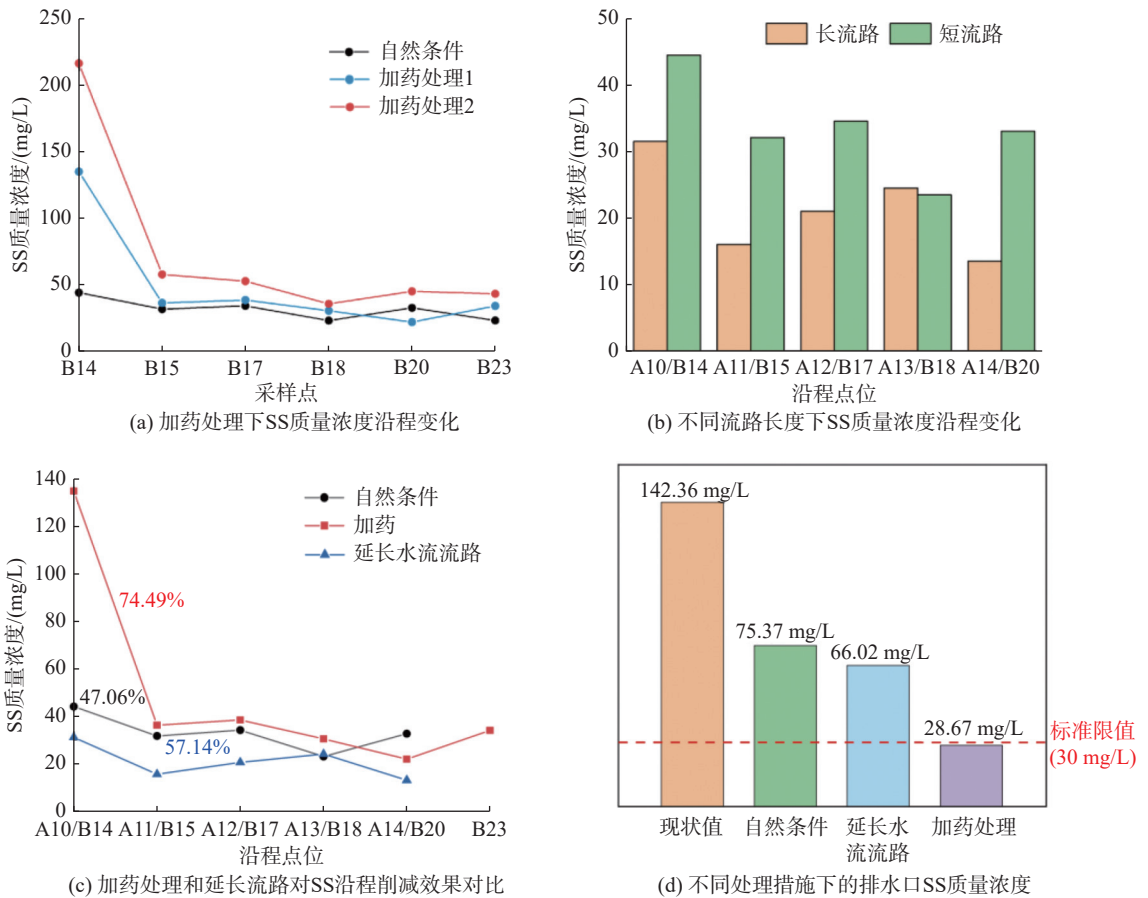 250
200
150
100
50
0
SS质量浓度/(mg/L)
自然条件
加药处理1
加药处理2
B14 B15 B17 B18 B20 B23
采样点
(a) 加药处理下SS质量浓度沿程变化
50
40
30
20
10
0
SS质量浓度/(mg/L)
长流路 短流路
A10/B14 A11/B15 A12/B17 A13/B18 A14/B20
沿程点位
(b) 不同流路长度下SS质量浓度沿程变化
140
120
100
80
60
40
20
0
SS质量浓度/(mg/L)
自然条件
加药
延长水流流路
74.49%
47.06%
57.14%
A10/B14 A11/B15 A12/B17 A13/B18 A14/B20 B23
沿程点位
(c) 加药处理和延长流路对SS沿程削减效果对比
142.36 mg/L
75.37 mg/L
66.02 mg/L
28.67 mg/L
标准限值
(30 mg/L)
现状值 自然条件 延长水 加药处理
流流路
(d) 不同处理措施下的排水口SS质量浓度